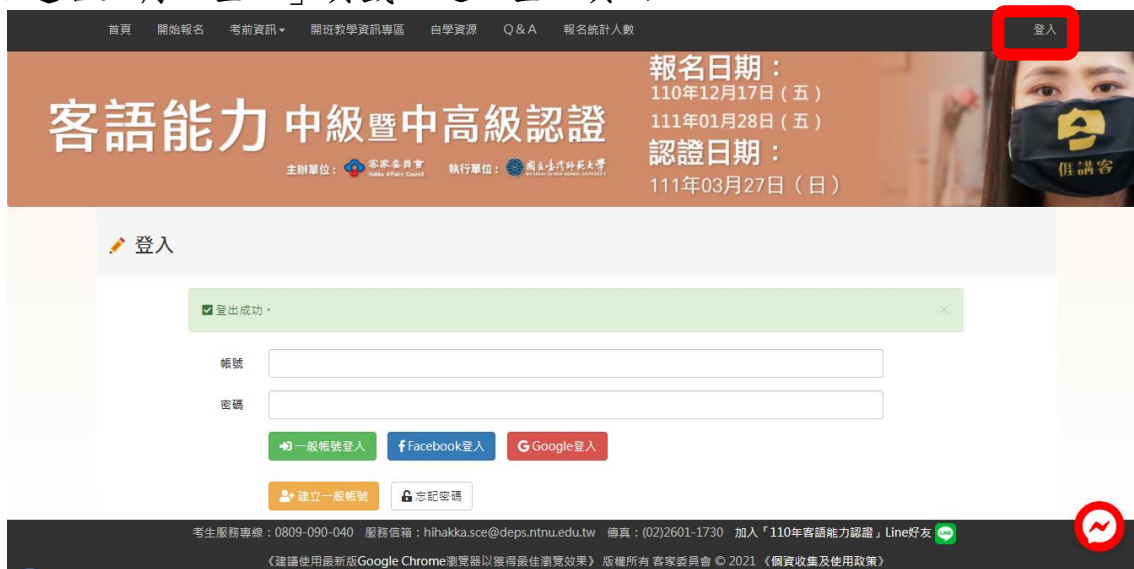 首頁 開始報名 考前資訊 開班教學資訊專區 自學資源 Q&A 報名統計人數 登入
客語能力 中級暨中高級認證
主辦單位： 客家委員會 Hakka Affairs Council 執行單位： 國立臺灣師範大學 NATIONAL TAIWAN NORMAL UNIVERSITY
報名日期：
110年12月17日（五）
111年01月28日（五）
認證日期：
111年03月27日（日）
𠊎講客
登入
登出成功。 ×
帳號
密碼
一般帳號登入 Facebook登入 Google登入
建立一般帳號 忘記密碼
考生服務專線：0809-090-040 服務信箱：hihakka.sce@deps.ntnu.edu.tw 傳真：(02)2601-1730 加入「110年客語能力認證」Line好友
《建議使用最新版Google Chrome瀏覽器以獲得最佳瀏覽效果》 版權所有 客家委員會 © 2021 《個資收集及使用政策》